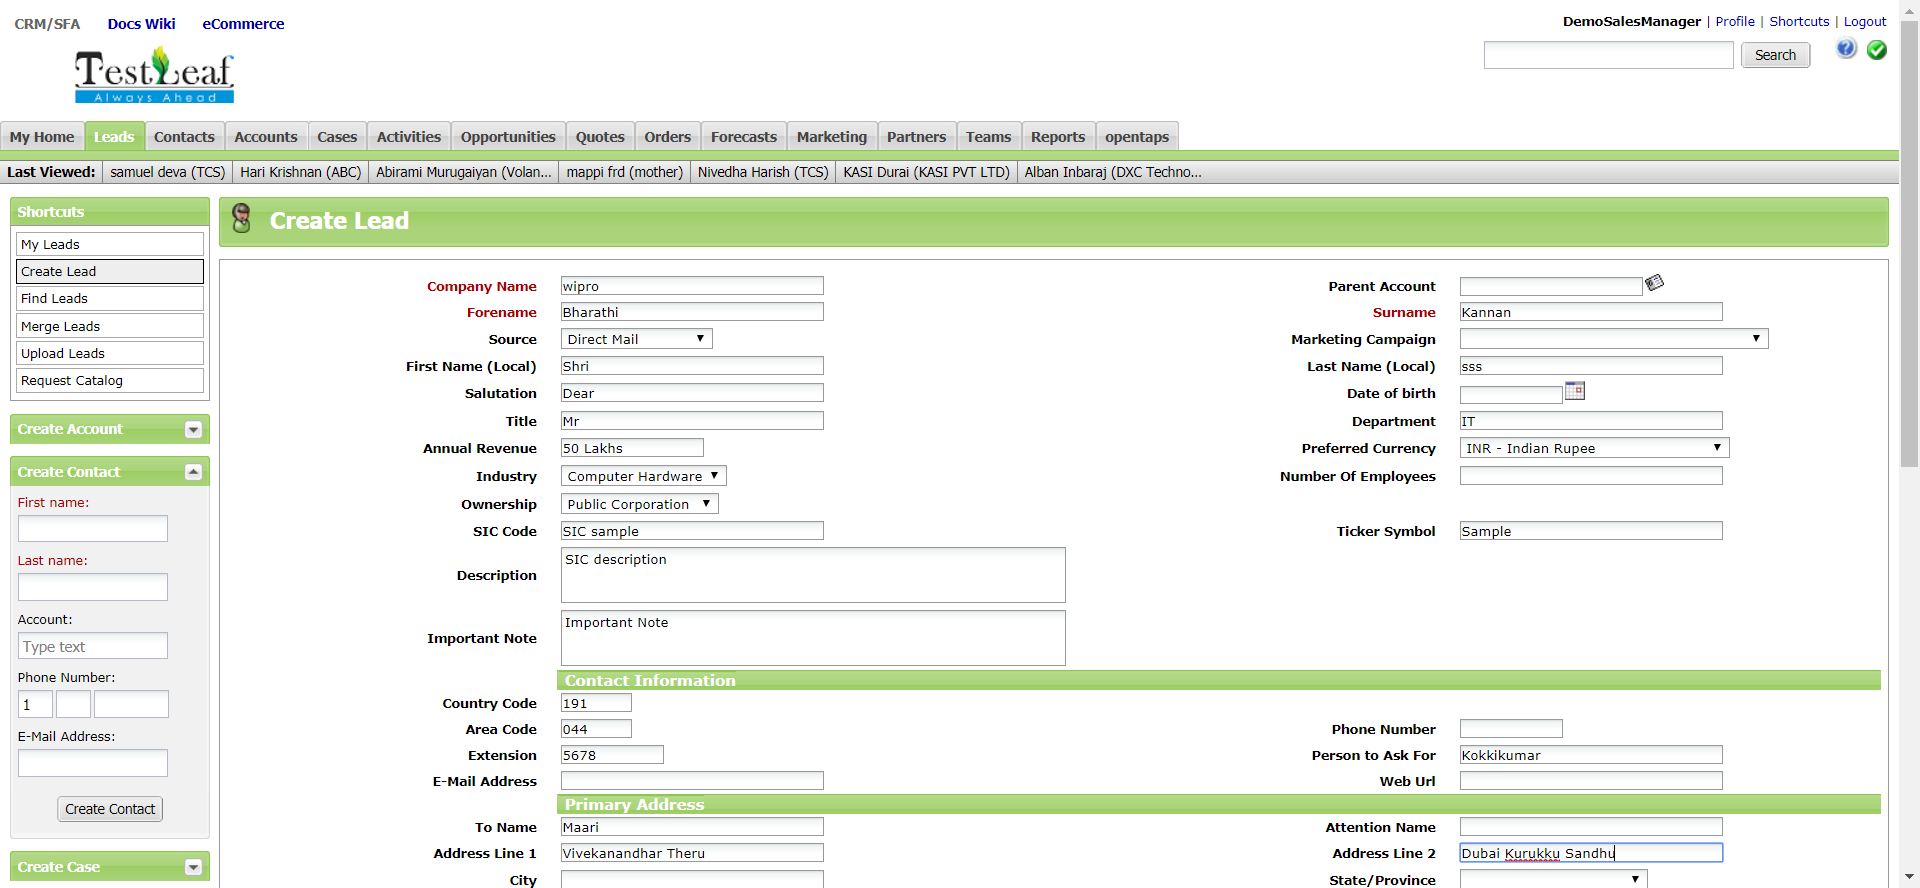 CRM/SFA Docs Wiki eCommerce
DemoSalesManager | Profile | Shortcuts | Logout
TestLeaf
Always Ahead
Search
My Home Leads Contacts Accounts Cases Activities Opportunities Quotes Orders Forecasts Marketing Partners Teams Reports opentaps
Last Viewed: samuel deva (TCS) Hari Krishnan (ABC) Abirami Murugaiyan (Volan... mappi frd (mother) Nivedha Harish (TCS) KASI Durai (KASI PVT LTD) Alban Inbaraj (DXC Techno...
Shortcuts
My Leads
Create Lead
Find Leads
Merge Leads
Upload Leads
Request Catalog
Create Account
Create Contact
First name:
Last name:
Account:
Type text
Phone Number:
1
E-Mail Address:
Create Contact
Create Case
Create Lead
Company Name wipro Parent Account
Forename Bharathi Surname Kannan
Source Direct Mail Marketing Campaign
First Name (Local) Shri Last Name (Local) sss
Salutation Dear Date of birth
Title Mr Department IT
Annual Revenue 50 Lakhs Preferred Currency INR - Indian Rupee
Industry Computer Hardware Number Of Employees
Ownership Public Corporation
SIC Code SIC sample Ticker Symbol Sample
Description SIC description
Important Note Important Note
Contact Information
Country Code 191
Area Code 044 Phone Number
Extension 5678 Person to Ask For Kokkikumar
E-Mail Address Web Url
Primary Address
To Name Maari Attention Name
Address Line 1 Vivekanandhar Theru Address Line 2 Dubai Kurukku Sandhu
City State/Province